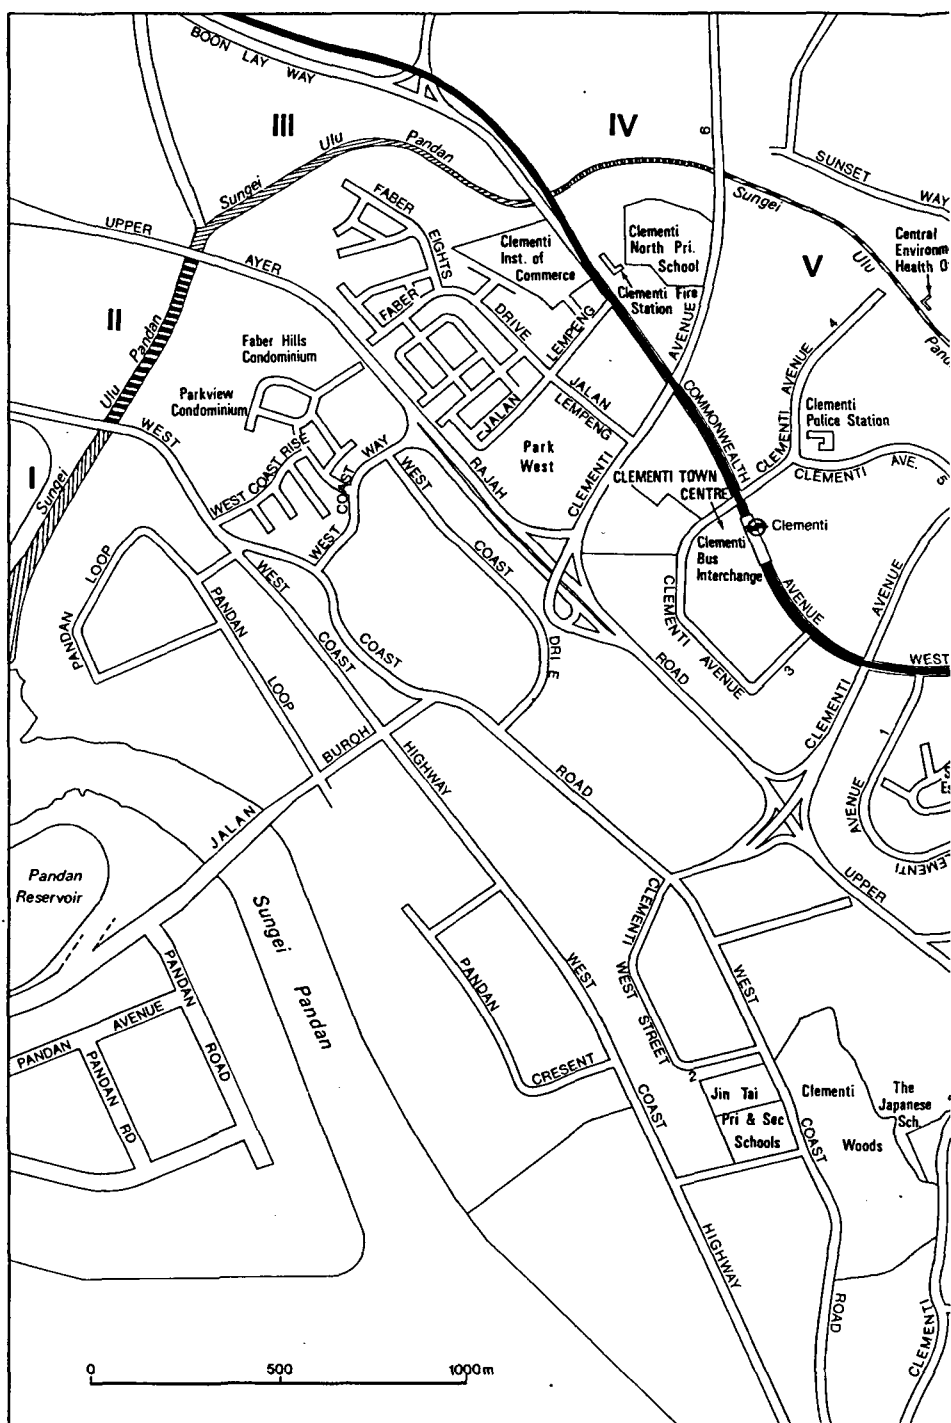 BOON LAY WAY
III
IV
6
Sungei Ulu Pandan
SUNSET WAY
Sungei Ulu
UPPER AYER
FABER
EIGHTS
Clementi
Inst. of
Commerce
Clementi
North Pri.
School
Clementi Fire
Station
Central
V
II
Ulu Pandan
FABER
DRIVE
JALAN LEMPENG
AVENUE
CLEMENTI AVENUE 4
Faber Hills
Condominium
Parkview
Condominium
JALAN
LEMPENG
COMMONWEALTH
Clementi
Police Station
WEST
WEST COAST RISE
WEST COAST WAY
Park
West
RAJAH
CLEMENTI
CLEMENTI AVE. 5
I
Sungei
CLEMENTI TOWN
CENTRE
Clementi
Clementi
Bus
Interchange
PANDAN LOOP
WEST
WEST
COAST
CLEMENTI AVENUE 3
AVENUE
AVENUE
PANDAN
LOOP
COAST
COAST
DRI E
ROAD
CLEMENTI
WEST
BUROH
HIGHWAY
ROAD
AVENUE 1
JALAN
Pandan
Reservoir
Sungei
Pandan
CLEMENTI WEST STREET 2
UPPER
PANDAN AVENUE
PANDAN ROAD
PANDAN RD
PANDAN CRESENT
WEST
COAST
WEST
COAST
Jin Tai
Pri & Sec
Schools
Clementi
Woods
The
Japanese
Sch.
HIGHWAY
ROAD
CLEMENTI
0 500 1000m